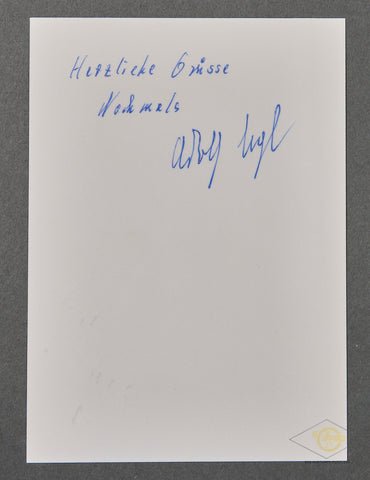 Herzliche Grüsse
Nochmals
Adolf